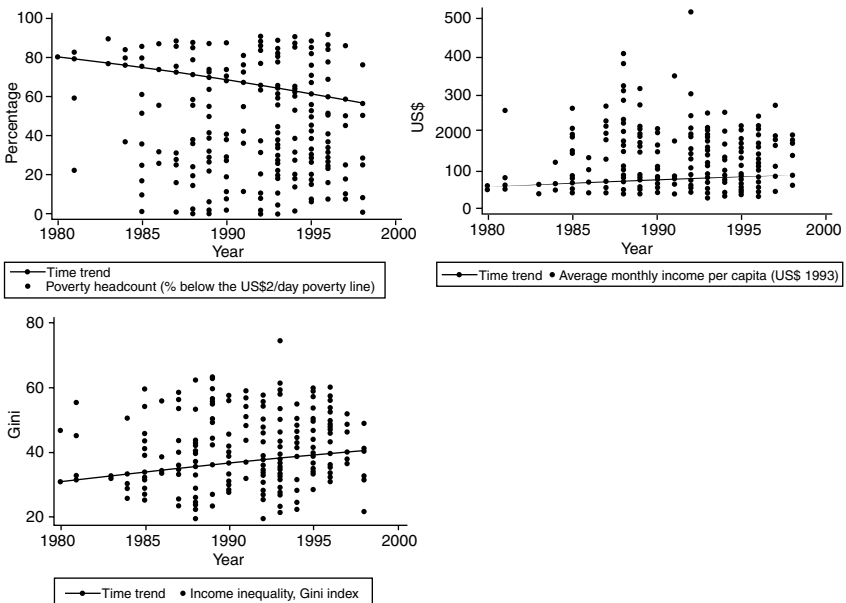 100
80
60
40
20
0
Percentage
1980 1985 1990 1995 2000
Year
Time trend
Poverty headcount (% below the US$2/day poverty line)
500
400
300
2000
100
0
US$
1980 1985 1990 1995 2000
Year
Time trend Average monthly income per capita (US$ 1993)
80
60
40
20
Gini
1980 1985 1990 1995 2000
Year
Time trend Income inequality, Gini index